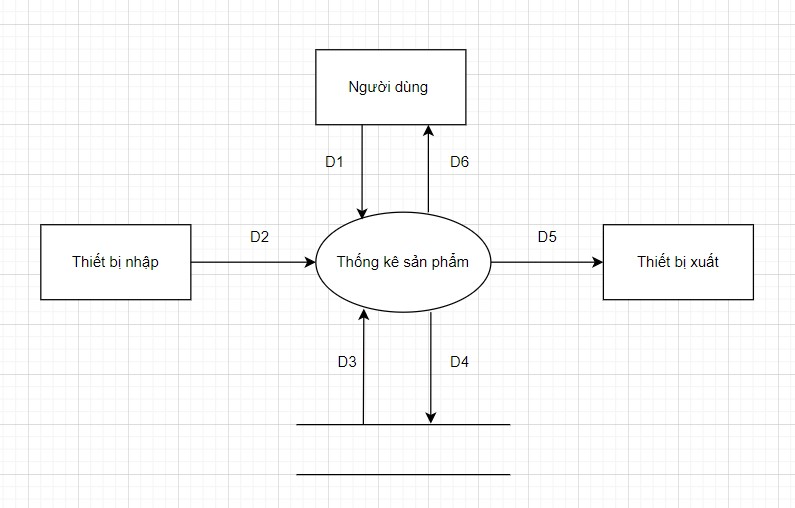 Người dùng
D1
D6
Thiết bị nhập
D2
Thống kê sản phẩm
D5
Thiết bị xuất
D3
D4